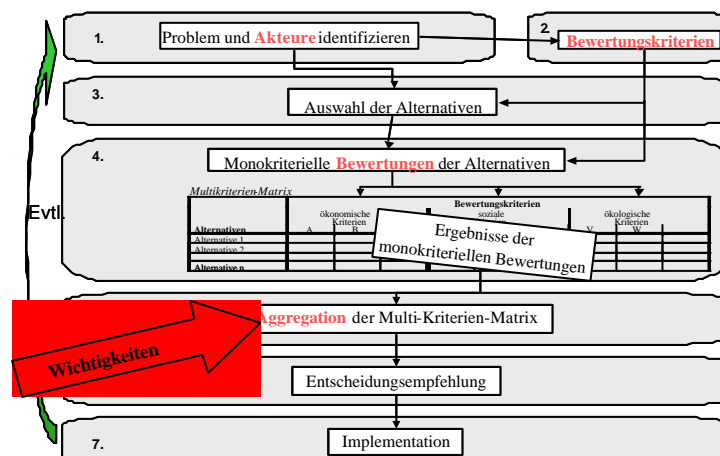 1.
Problem und Akteure identifizieren
2.
Bewertungskriterien
3.
Auswahl der Alternativen
4.
Monokriterielle Bewertungen der Alternativen
Multikriterien-Matrix
Evtl.
Bewertungskriterien
ökonomische Kriterien
soziale
ökologische Kriterien
Alternativen
A B
V W
Alternative 1
Alternative 2
Alternative n
Ergebnisse der
monokriteriellen Bewertungen
Aggregation der Multi-Kriterien-Matrix
Wichtigkeiten
Entscheidungsempfehlung
7.
Implementation